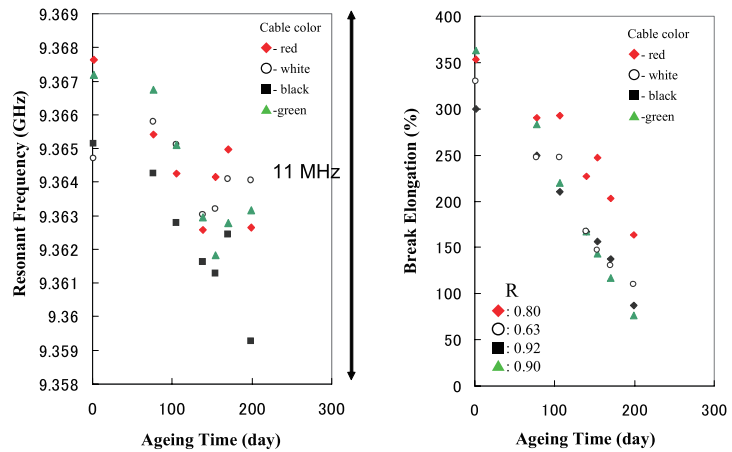 9.369
9.368
9.367
9.366
9.365
9.364
9.363
9.362
9.361
9.36
9.359
9.358
Resonant Frequency (GHz)
0
100
200
300
Ageing Time (day)
Cable color
- red
- white
- black
-green
11 MHz
400
350
300
250
200
150
100
50
0
Break Elongation (%)
0
100
200
300
Ageing Time (day)
Cable color
- red
- white
- black
-green
R
: 0.80
: 0.63
: 0.92
: 0.90